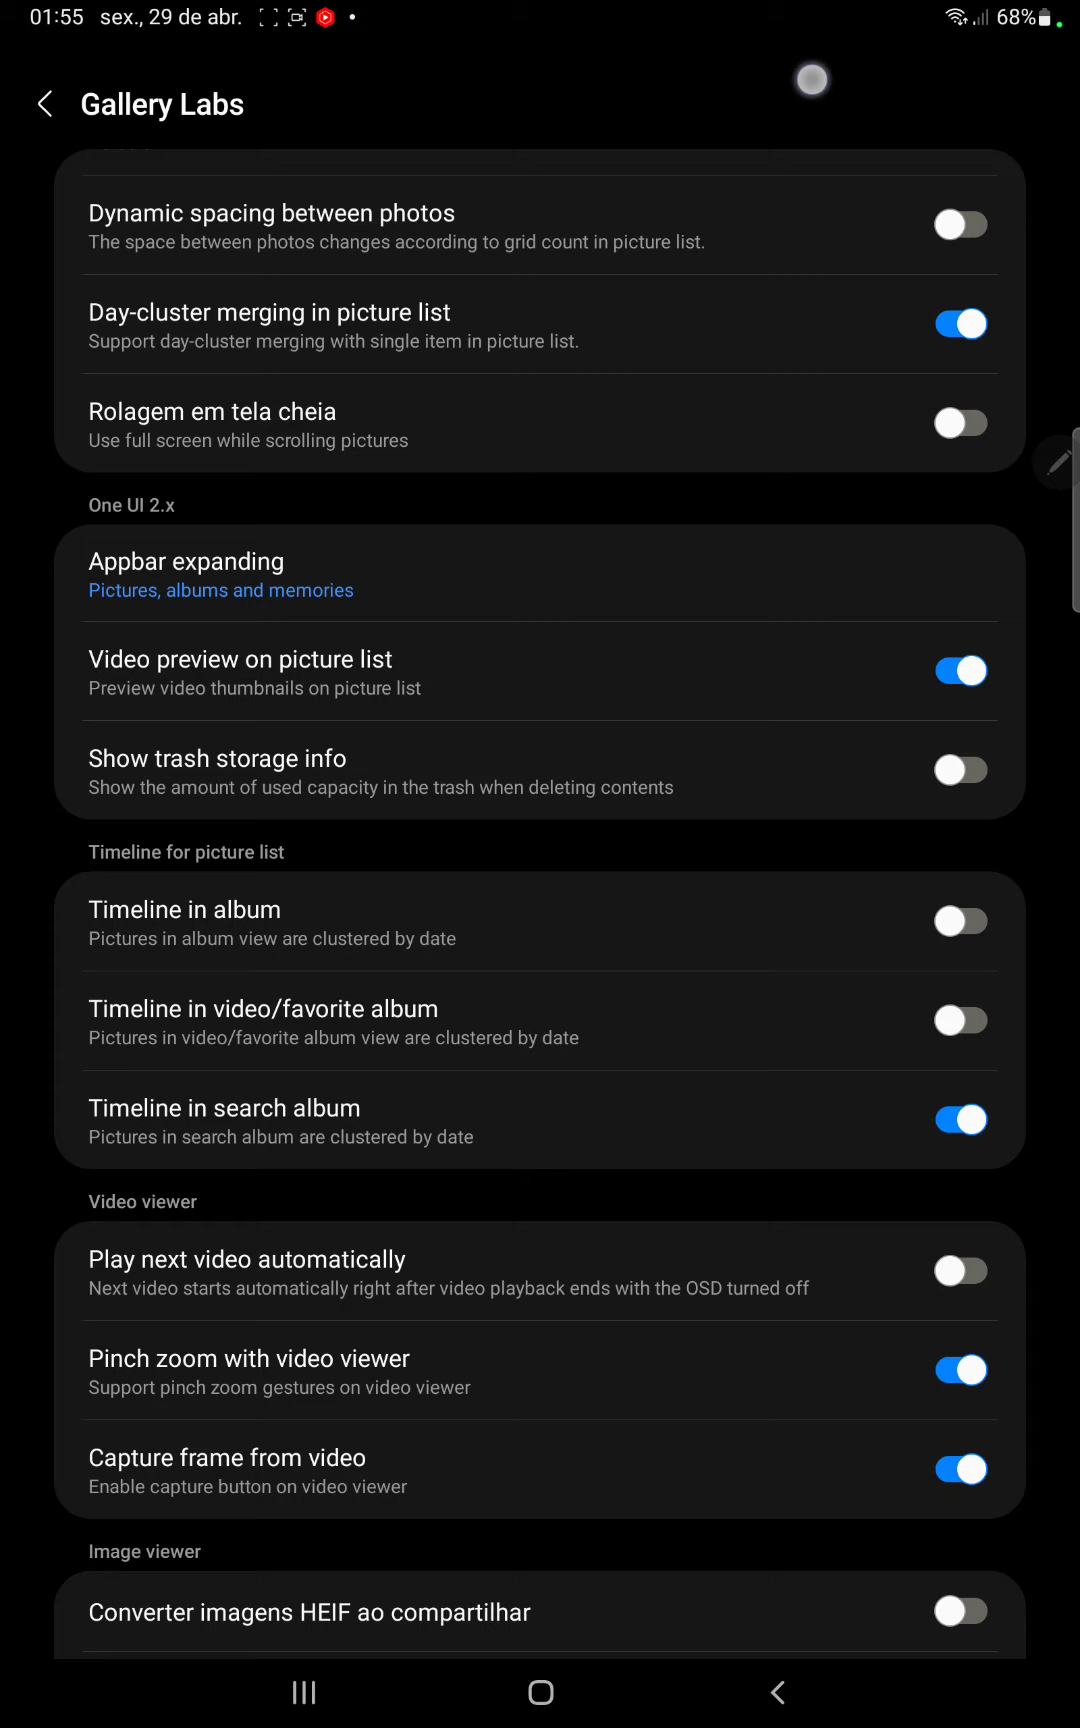 01:55 sex., 29 de abr. 68%
Gallery Labs
Dynamic spacing between photos
The space between photos changes according to grid count in picture list.
Day-cluster merging in picture list
Support day-cluster merging with single item in picture list.
Rolagem em tela cheia
Use full screen while scrolling pictures
One UI 2.x
Appbar expanding
Pictures, albums and memories
Video preview on picture list
Preview video thumbnails on picture list
Show trash storage info
Show the amount of used capacity in the trash when deleting contents
Timeline for picture list
Timeline in album
Pictures in album view are clustered by date
Timeline in video/favorite album
Pictures in video/favorite album view are clustered by date
Timeline in search album
Pictures in search album are clustered by date
Video viewer
Play next video automatically
Next video starts automatically right after video playback ends with the OSD turned off
Pinch zoom with video viewer
Support pinch zoom gestures on video viewer
Capture frame from video
Enable capture button on video viewer
Image viewer
Converter imagens HEIF ao compartilhar